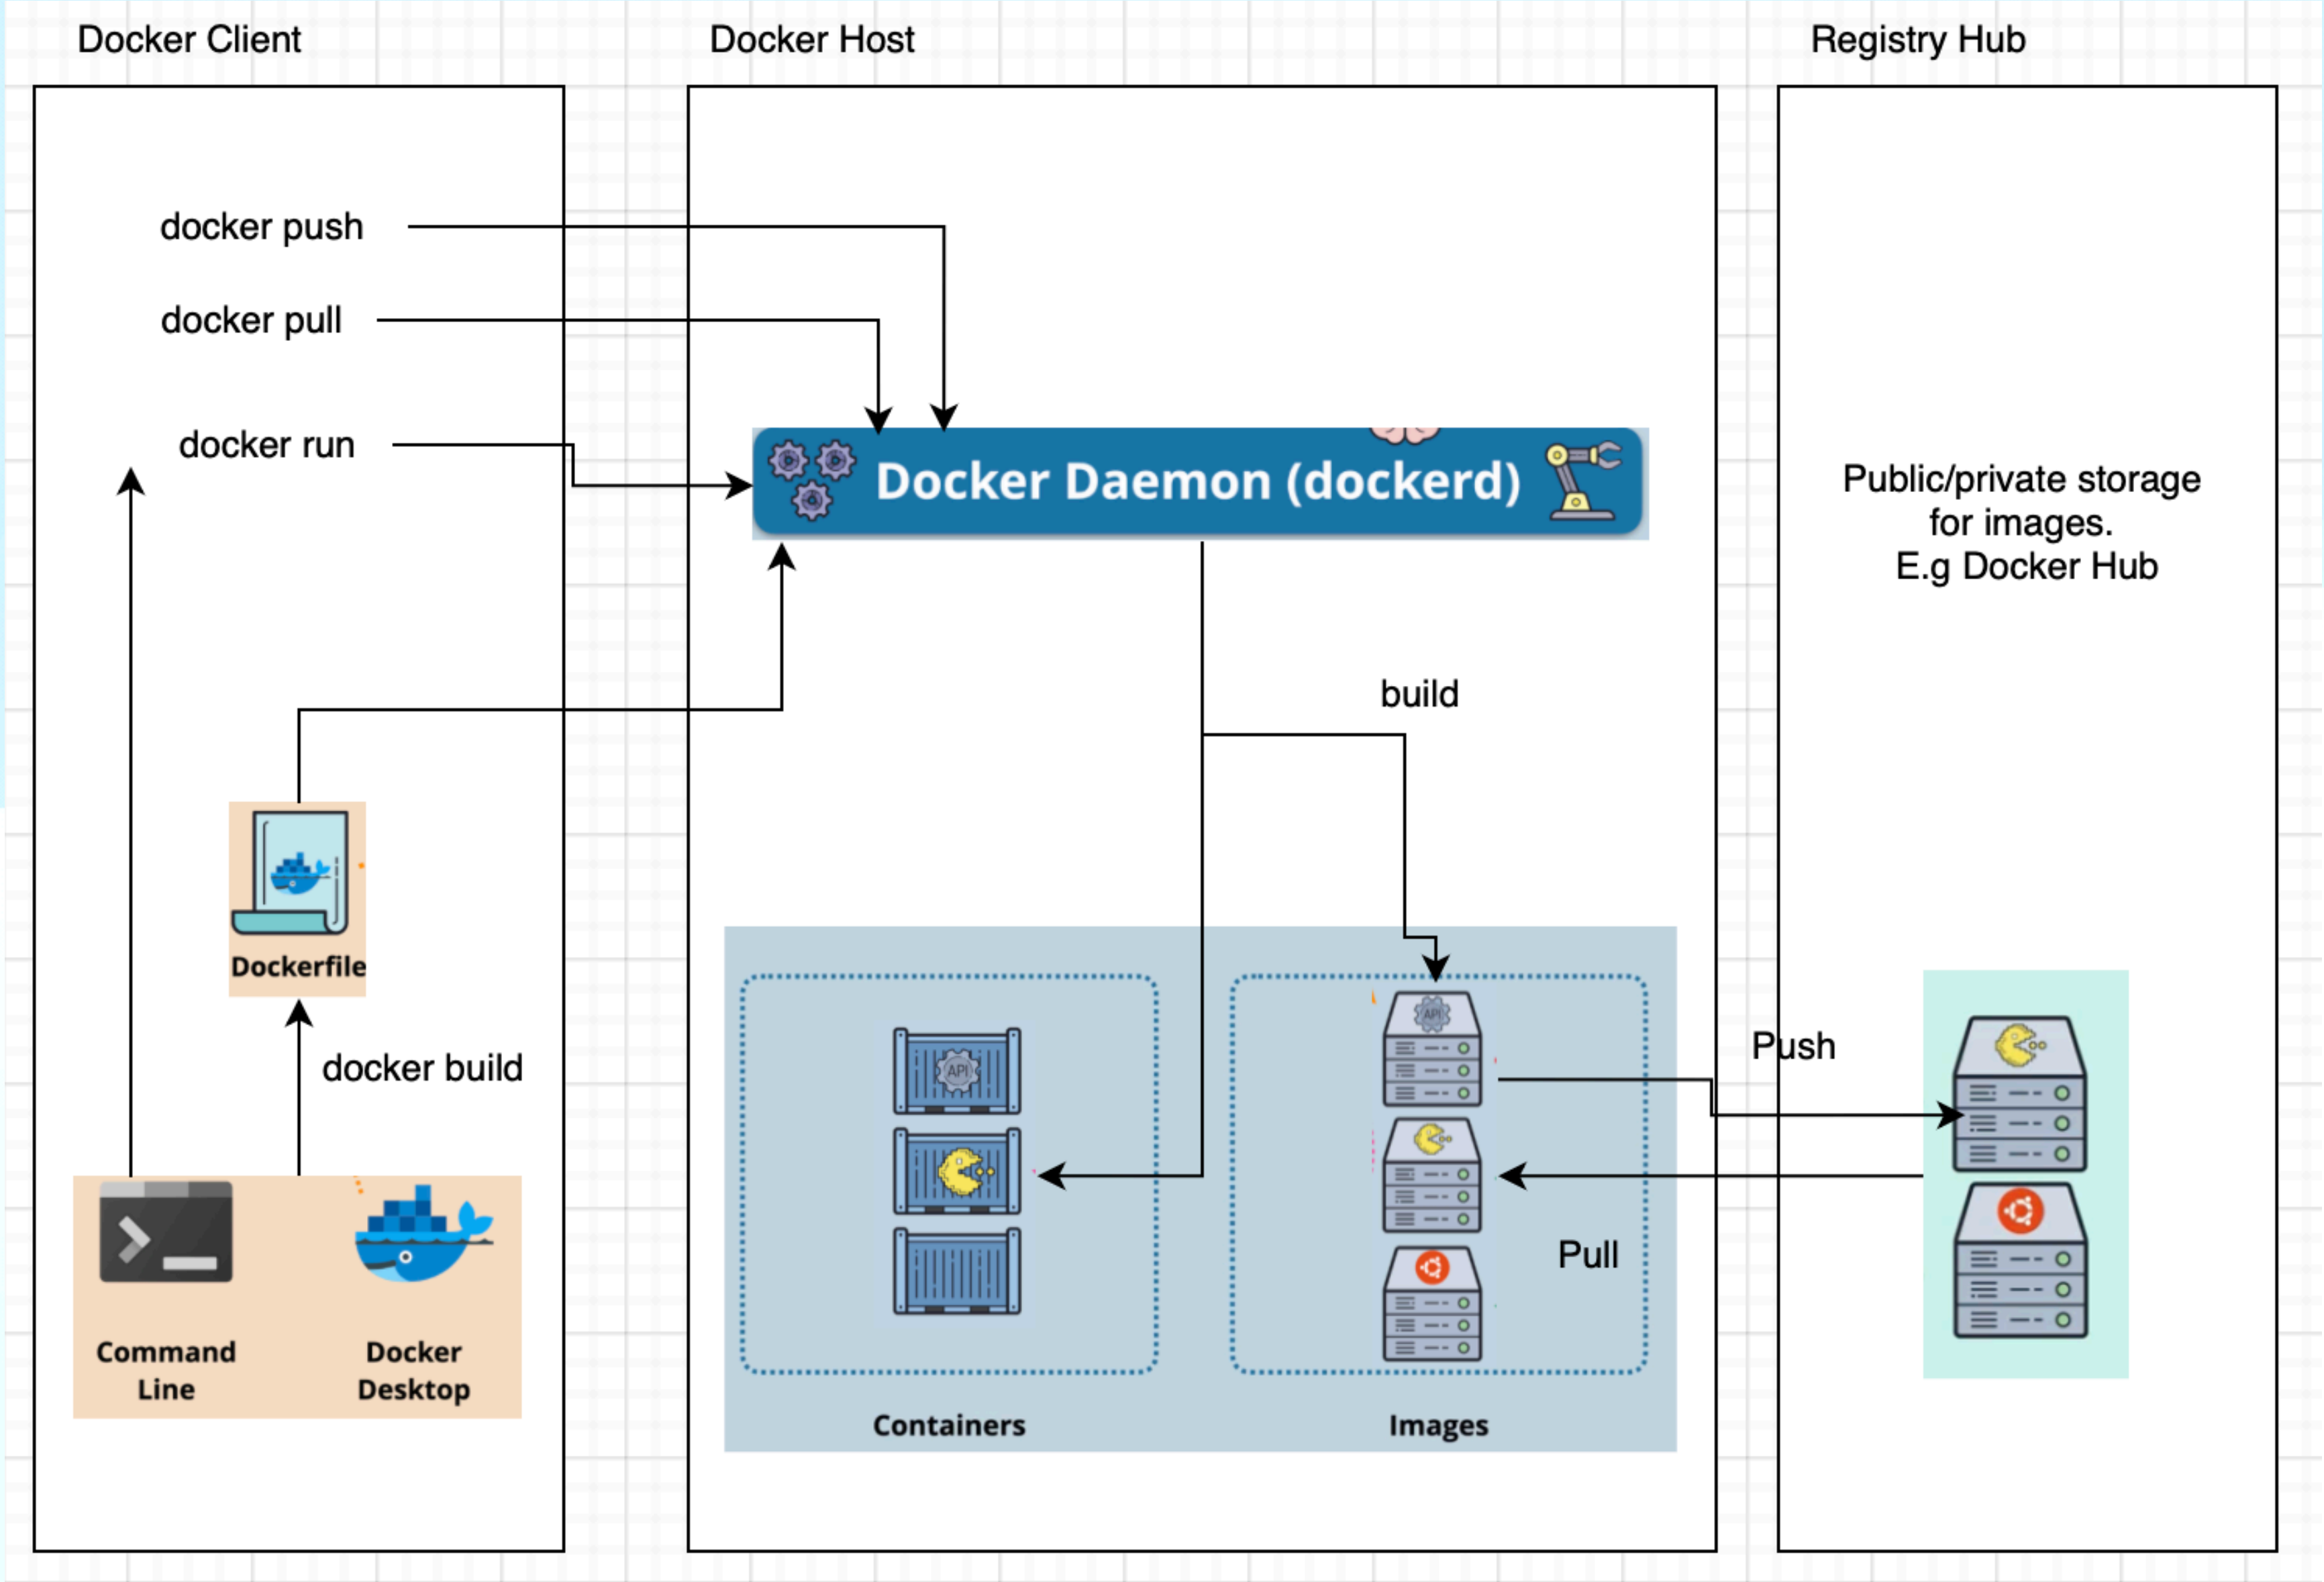 Docker Client
docker push
docker pull
docker run
Dockerfile
docker build
Command
Line
Docker
Desktop
Docker Host
Docker Daemon (dockerd)
build
API
API
Containers
Images
Push
Pull
Registry Hub
Public/private storage
for images.
E.g Docker Hub